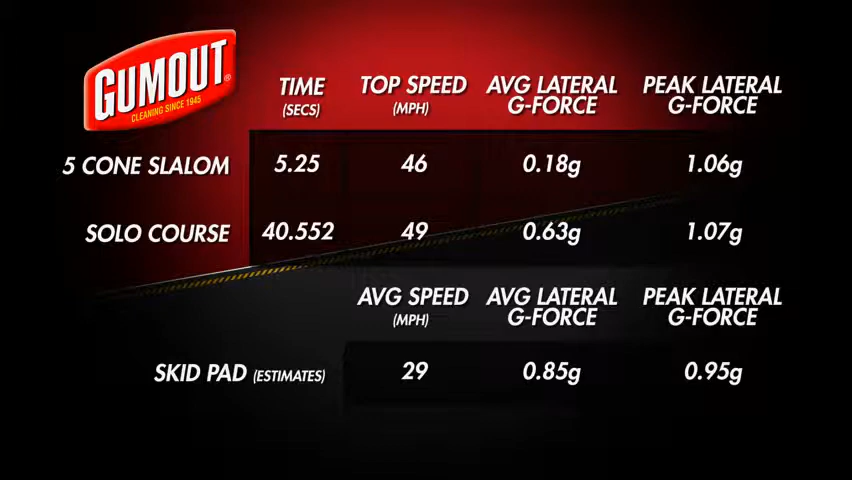 GUMOUT®
CLEANING SINCE 1945
TIME TOP SPEED AVG LATERAL PEAK LATERAL
(SECS) (MPH) G-FORCE G-FORCE
5 CONE SLALOM 5.25 46 0.18g 1.06g
SOLO COURSE 40.552 49 0.63g 1.07g
AVG SPEED AVG LATERAL PEAK LATERAL
(MPH) G-FORCE G-FORCE
SKID PAD (ESTIMATES) 29 0.85g 0.95g